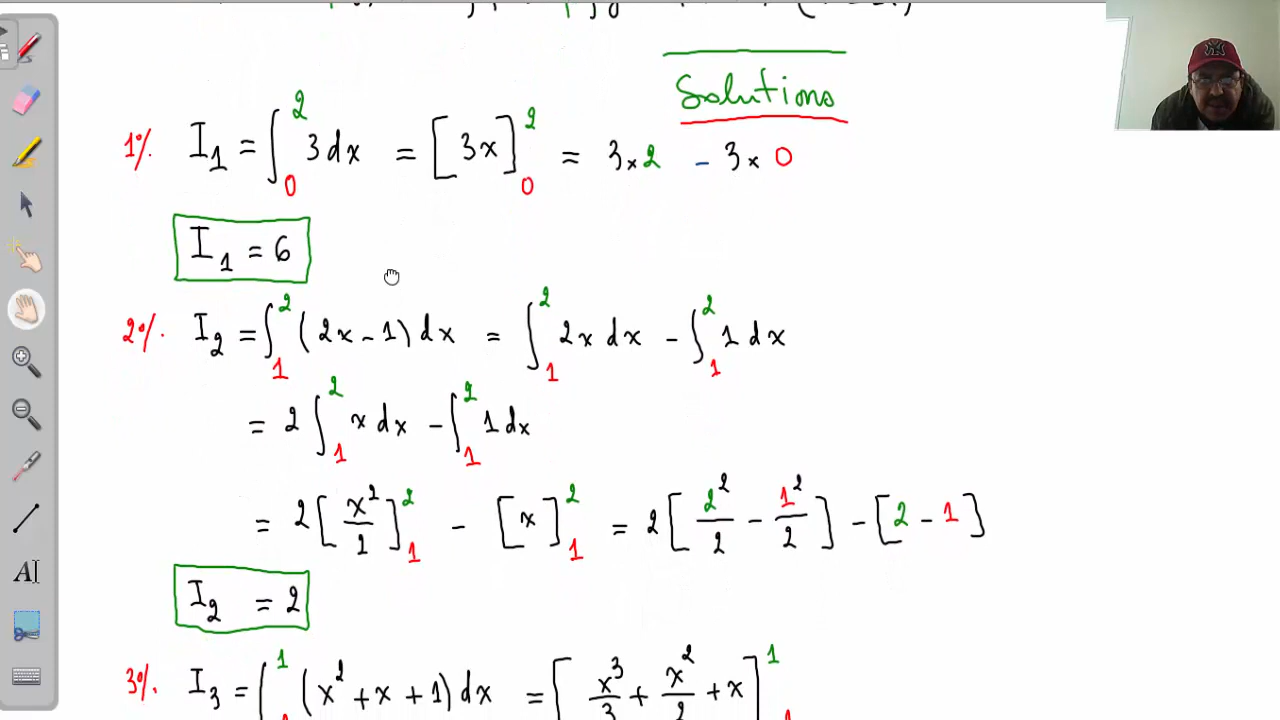 Solutions
1°/. I₁ = ∫₀² 3 dx = [3x]₀² = 3×2 − 3×0
I₁ = 6
2°/. I₂ = ∫₁² (2x − 1) dx = ∫₁² 2x dx − ∫₁² 1 dx
= 2 ∫₁² x dx − ∫₁² 1 dx
= 2 [x²/2]₁² − [x]₁² = 2 [2²/2 − 1²/2] − [2 − 1]
I₂ = 2
3°/. I₃ = ∫ ¹ (x² + x + 1) dx = [x³/3 + x²/2 + x] ¹
AI